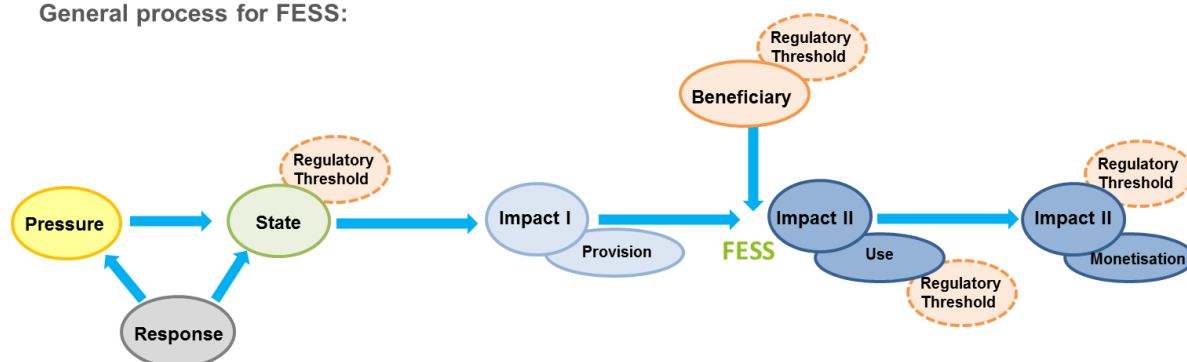 General process for FESS:
Regulatory
Threshold
Beneficiary
Regulatory
Threshold
Regulatory
Threshold
Pressure
State
Impact I
Impact II
Impact II
Provision
FESS
Use
Monetisation
Regulatory
Threshold
Response